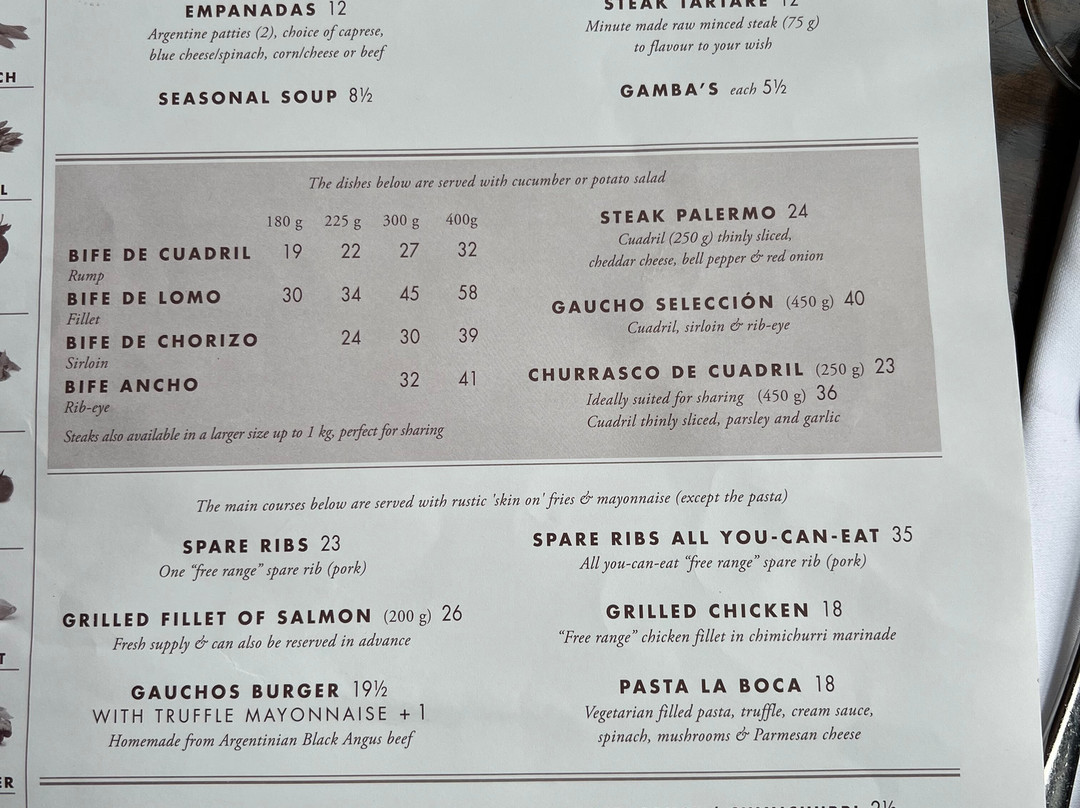 EMPANADAS 12
Argentine patties (2), choice of caprese,
blue cheese/spinach, corn/cheese or beef
SEASONAL SOUP 8½
STEAK TARTARE 12
Minute made raw minced steak (75 g)
to flavour to your wish
GAMBA'S each 5½
The dishes below are served with cucumber or potato salad
180 g 225 g 300 g 400g
BIFE DE CUADRIL 19 22 27 32
Rump
BIFE DE LOMO 30 34 45 58
Fillet
BIFE DE CHORIZO 24 30 39
Sirloin
BIFE ANCHO 32 41
Rib-eye
Steaks also available in a larger size up to 1 kg, perfect for sharing
STEAK PALERMO 24
Cuadril (250 g) thinly sliced,
cheddar cheese, bell pepper & red onion
GAUCHO SELECCIÓN (450 g) 40
Cuadril, sirloin & rib-eye
CHURRASCO DE CUADRIL (250 g) 23
Ideally suited for sharing (450 g) 36
Cuadril thinly sliced, parsley and garlic
The main courses below are served with rustic 'skin on' fries & mayonnaise (except the pasta)
SPARE RIBS 23
One “free range” spare rib (pork)
GRILLED FILLET OF SALMON (200 g) 26
Fresh supply & can also be reserved in advance
GAUCHOS BURGER 19½
WITH TRUFFLE MAYONNAISE + 1
Homemade from Argentinian Black Angus beef
SPARE RIBS ALL YOU-CAN-EAT 35
All you-can-eat “free range” spare rib (pork)
GRILLED CHICKEN 18
“Free range” chicken fillet in chimichurri marinade
PASTA LA BOCA 18
Vegetarian filled pasta, truffle, cream sauce,
spinach, mushrooms & Parmesan cheese